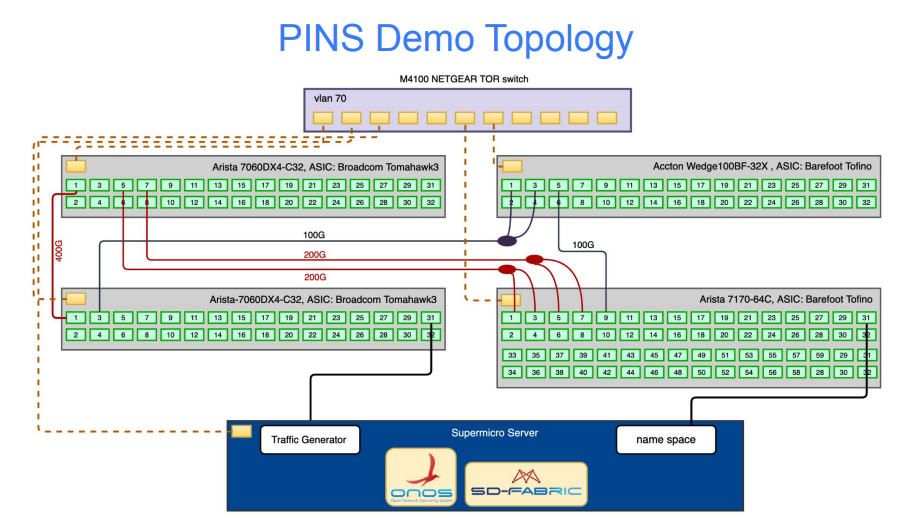 PINS Demo Topology
M4100 NETGEAR TOR switch
vlan 70
Arista 7060DX4-C32, ASIC: Broadcom Tomahawk3
1 3 5 7 9 11 13 15 17 19 21 23 25 27 29 31
2 4 6 8 10 12 14 16 18 20 22 24 26 28 30 32
Accton Wedge100BF-32X , ASIC: Barefoot Tofino
1 3 5 7 9 11 13 15 17 19 21 23 25 27 29 31
2 4 6 8 10 12 14 16 18 20 22 24 26 28 30 32
400G
100G
200G
200G
100G
Arista-7060DX4-C32, ASIC: Broadcom Tomahawk3
1 3 5 7 9 11 13 15 17 19 21 23 25 27 29 31
2 4 6 8 10 12 14 16 18 20 22 24 26 28 30 32
Arista 7170-64C, ASIC: Barefoot Tofino
1 3 5 7 9 11 13 15 17 19 21 23 25 27 29 31
2 4 6 8 10 12 14 16 18 20 22 24 26 28 30 32
33 35 37 39 41 43 45 47 49 51 53 55 57 59 29 31
34 36 38 40 42 44 46 48 50 52 54 56 58 28 30 32
Traffic Generator
Supermicro Server
name space
onos
Open Network Operating System
SD-FABRIC